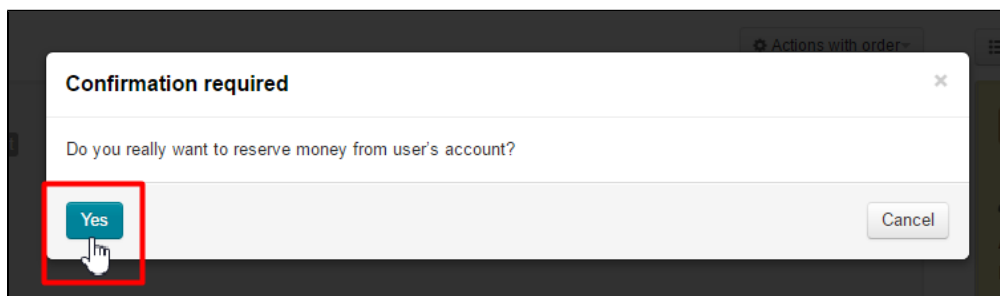 Actions with order
Confirmation required
×
Do you really want to reserve money from user's account?
Yes
Cancel